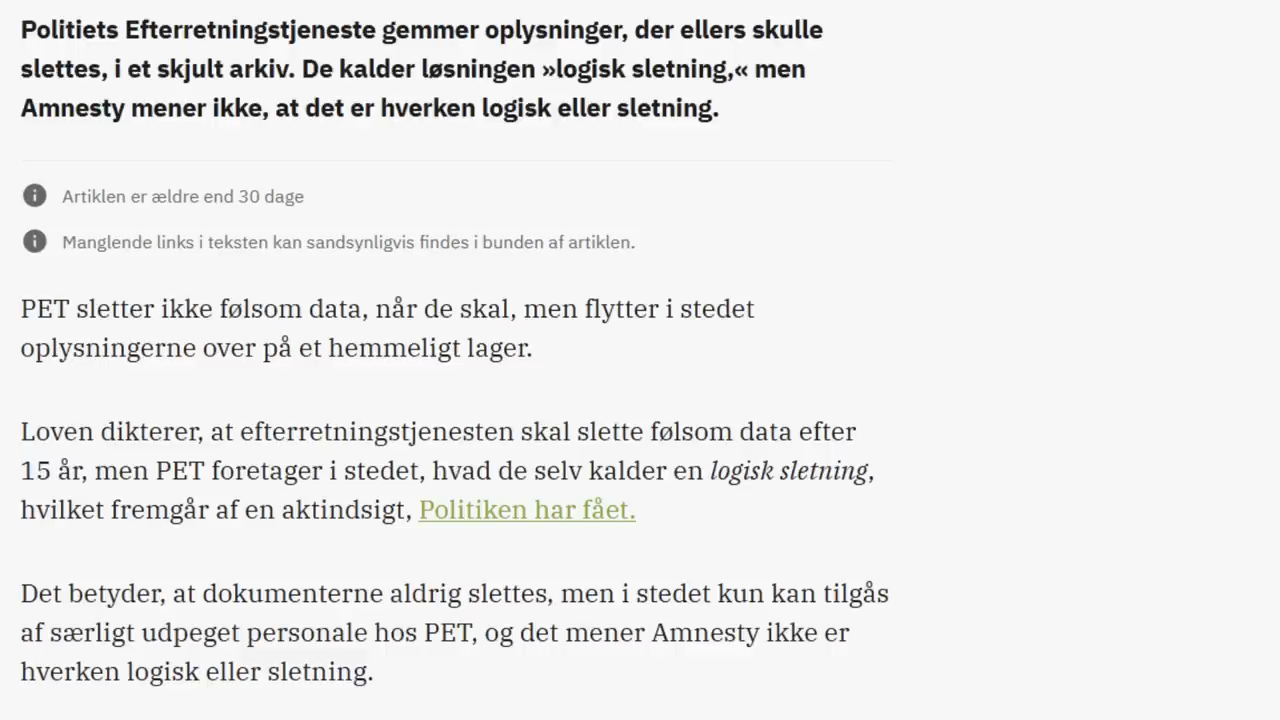 Politiets Efterretningstjeneste gemmer oplysninger, der ellers skulle
slettes, i et skjult arkiv. De kalder løsningen »logisk sletning,« men
Amnesty mener ikke, at det er hverken logisk eller sletning.
Artiklen er ældre end 30 dage
Manglende links i teksten kan sandsynligvis findes i bunden af artiklen.
PET sletter ikke følsom data, når de skal, men flytter i stedet
oplysningerne over på et hemmeligt lager.
Loven dikterer, at efterretningstjenesten skal slette følsom data efter
15 år, men PET foretager i stedet, hvad de selv kalder en logisk sletning,
hvilket fremgår af en aktindsigt, Politiken har fået.
Det betyder, at dokumenterne aldrig slettes, men i stedet kun kan tilgås
af særligt udpeget personale hos PET, og det mener Amnesty ikke er
hverken logisk eller sletning.